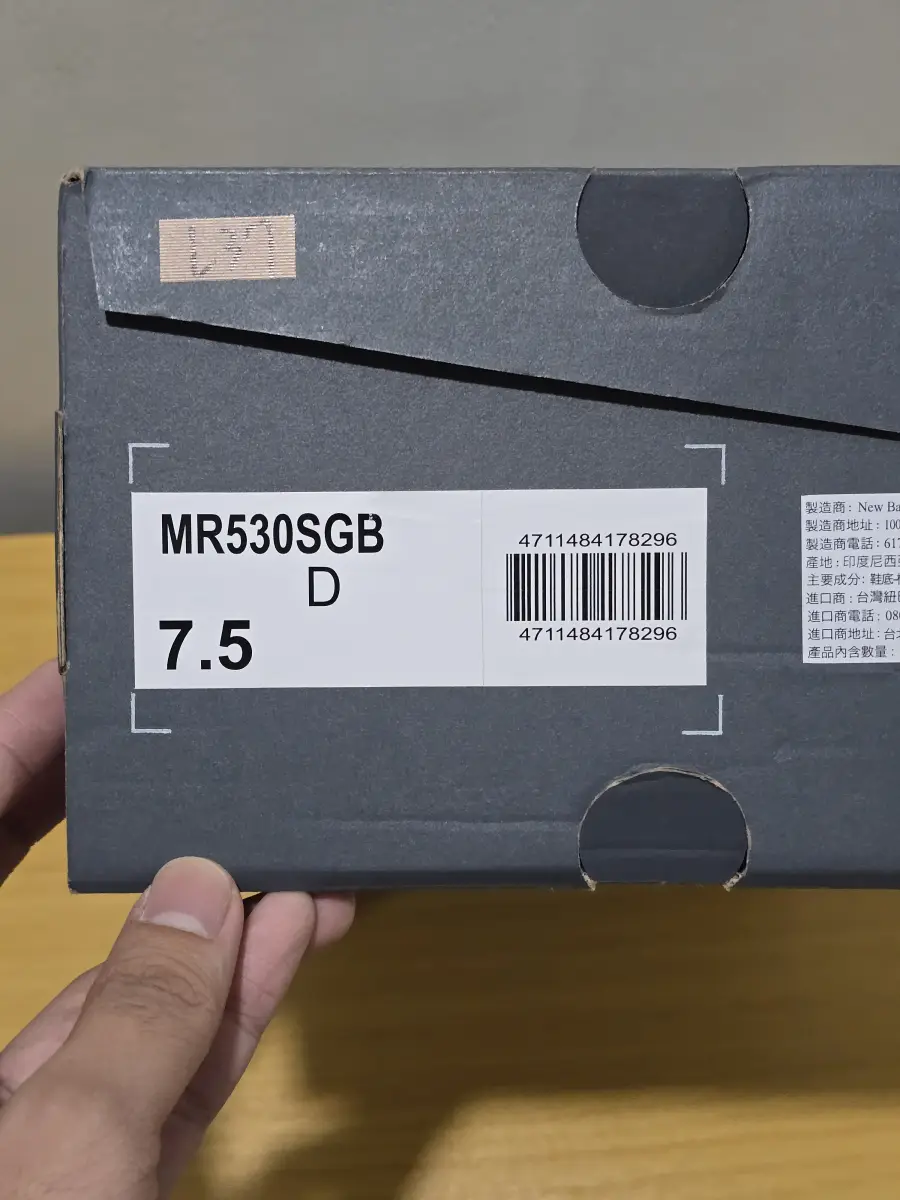 MR530SGB
D
7.5
4711484178296
4711484178296
製造商：New Ba
製造商地址：100
製造商電話：617
產地：印度尼西
主要成分：鞋底
進口商：台灣紐
進口商電話：080
進口商地址：台
產品內含數量：